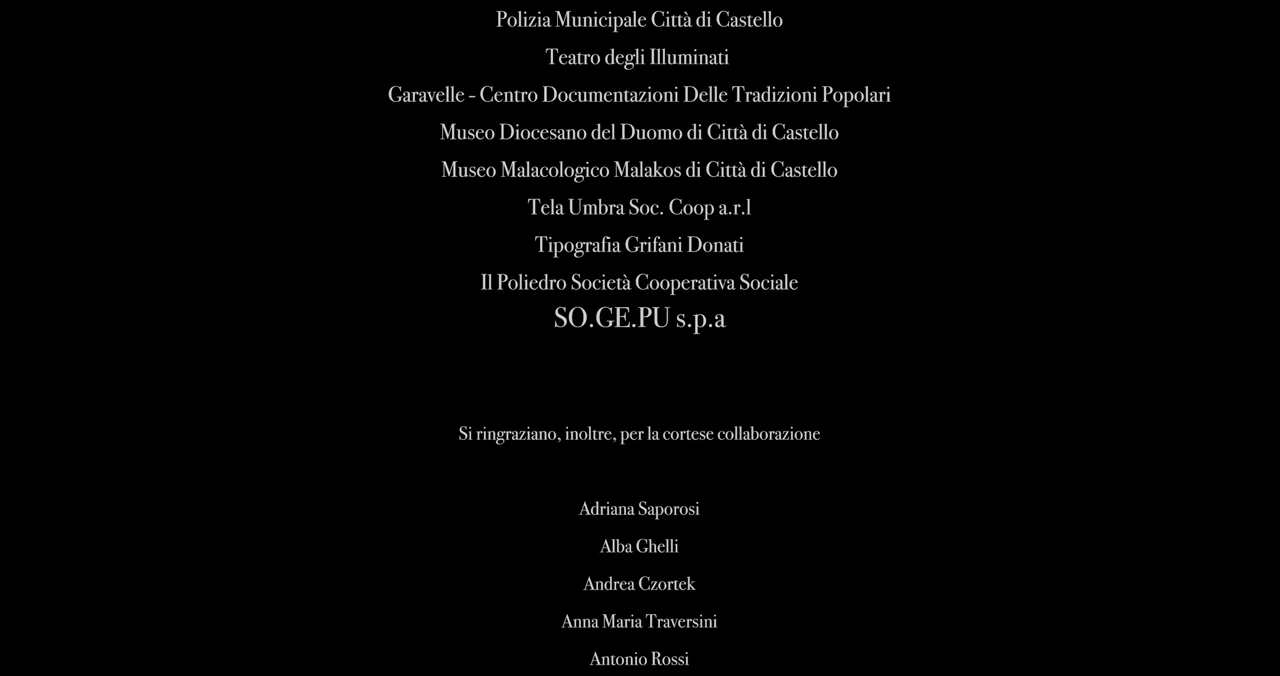 Polizia Municipale Città di Castello
Teatro degli Illuminati
Garavelle - Centro Documentazioni Delle Tradizioni Popolari
Museo Diocesano del Duomo di Città di Castello
Museo Malacologico Malakos di Città di Castello
Tela Umbra Soc. Coop a.r.l
Tipografia Grifani Donati
Il Poliedro Società Cooperativa Sociale
SO.GE.PU s.p.a
Si ringraziano, inoltre, per la cortese collaborazione
Adriana Saporosi
Alba Ghelli
Andrea Czortek
Anna Maria Traversini
Antonio Rossi